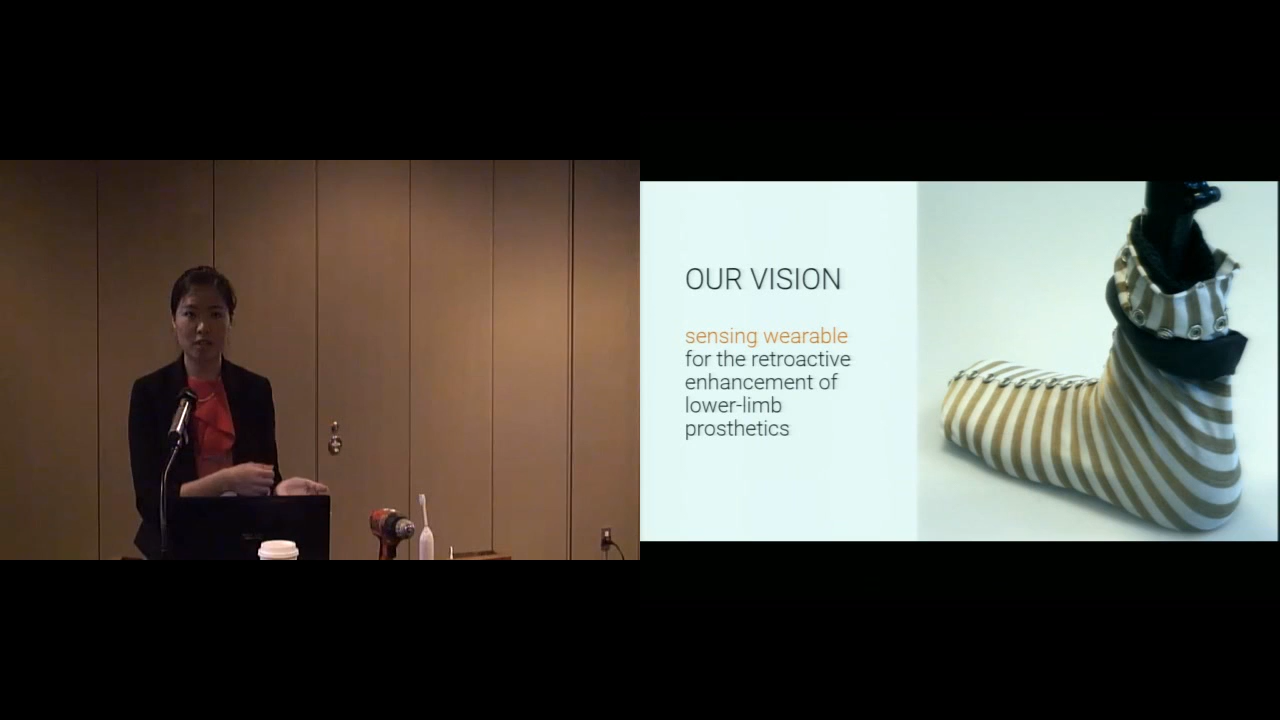 OUR VISION
sensing wearable
for the retroactive
enhancement of
lower-limb
prosthetics